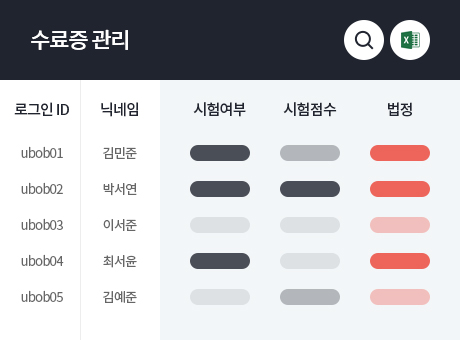 수료증 관리
로그인 ID 닉네임 시험여부 시험점수 법정
ubob01 김민준
ubob02 박서연
ubob03 이서준
ubob04 최서윤
ubob05 김예준